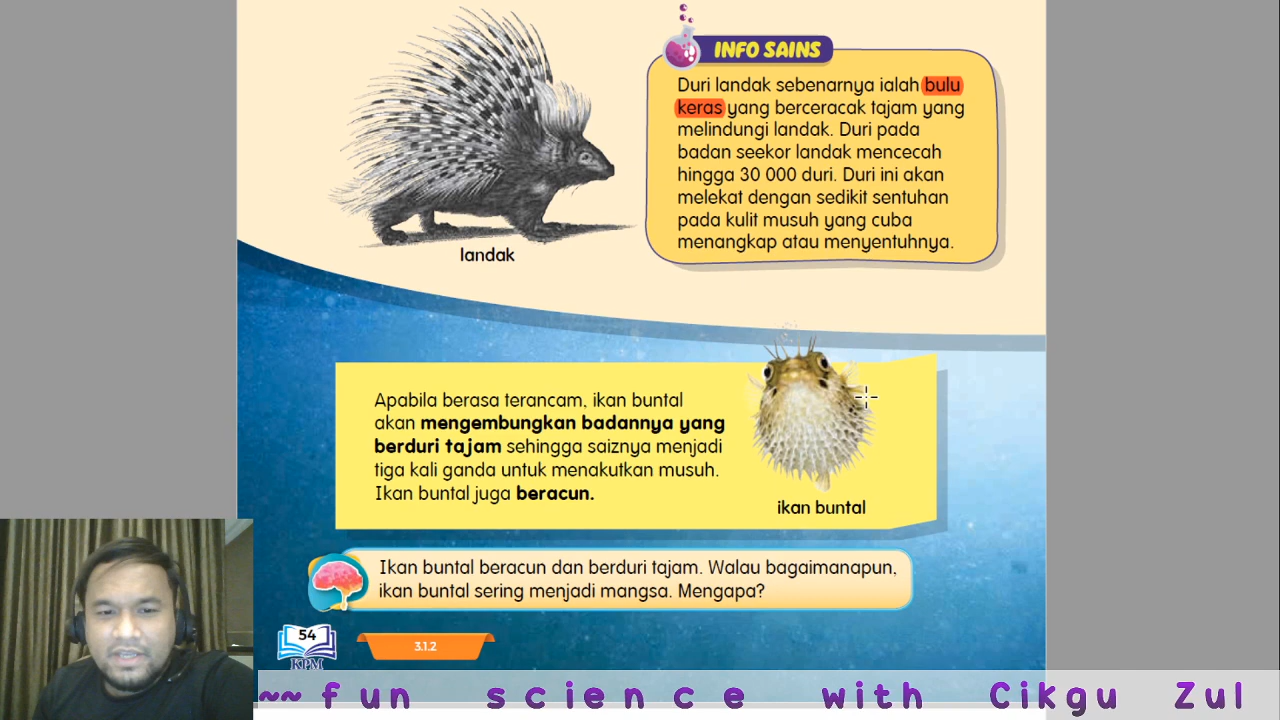 INFO SAINS
Duri landak sebenarnya ialah bulu
keras yang berceracak tajam yang
melindungi landak. Duri pada
badan seekor landak mencecah
hingga 30 000 duri. Duri ini akan
melekat dengan sedikit sentuhan
pada kulit musuh yang cuba
menangkap atau menyentuhnya.
landak
Apabila berasa terancam, ikan buntal
akan mengembungkan badannya yang
berduri tajam sehingga saiznya menjadi
tiga kali ganda untuk menakutkan musuh.
Ikan buntal juga beracun.
ikan buntal
Ikan buntal beracun dan berduri tajam. Walau bagaimanapun,
ikan buntal sering menjadi mangsa. Mengapa?
54
KPM
3.1.2
~~fun science with Cikgu Zul